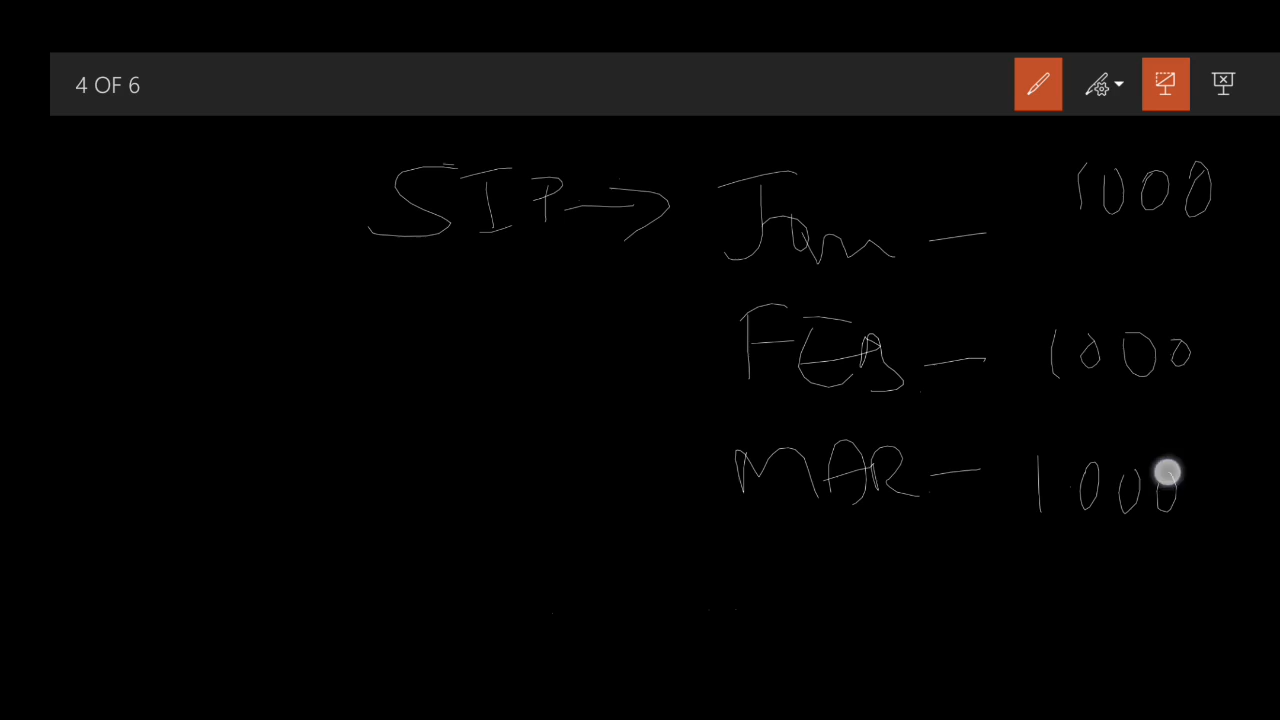 4 OF 6
SIP → Jan - 1000
FEB - 1000
MAR - 1000